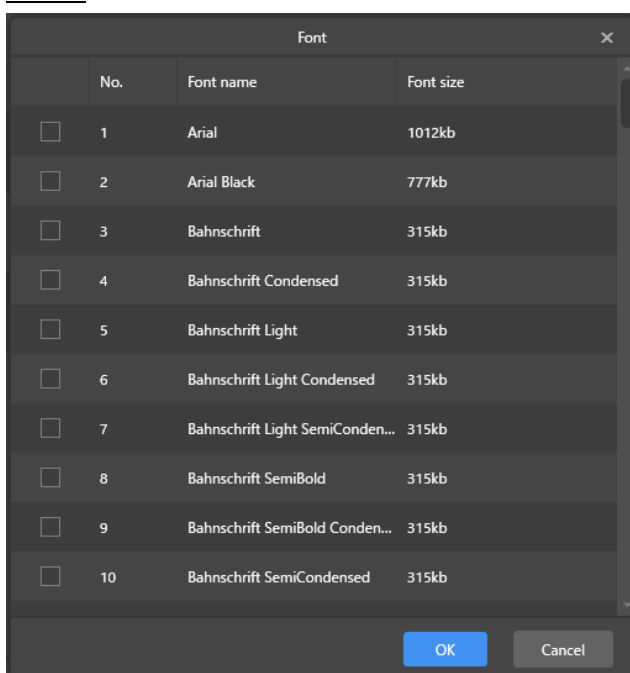 Font
No. Font name Font size
1 Arial 1012kb
2 Arial Black 777kb
3 Bahnschrift 315kb
4 Bahnschrift Condensed 315kb
5 Bahnschrift Light 315kb
6 Bahnschrift Light Condensed 315kb
7 Bahnschrift Light SemiConden... 315kb
8 Bahnschrift SemiBold 315kb
9 Bahnschrift SemiBold Conden... 315kb
10 Bahnschrift SemiCondensed 315kb
OK Cancel